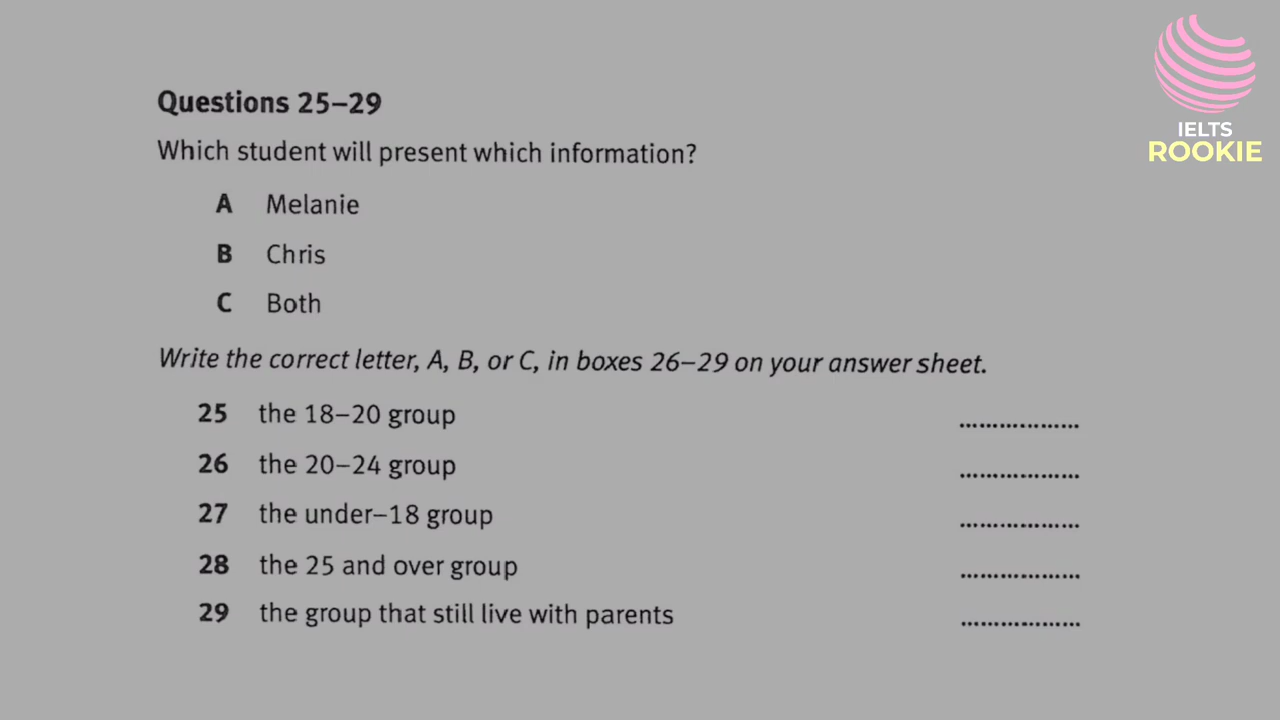 IELTS
ROOKIE
Questions 25–29
Which student will present which information?
A Melanie
B Chris
C Both
Write the correct letter, A, B, or C, in boxes 26–29 on your answer sheet.
25 the 18–20 group ..................
26 the 20–24 group ..................
27 the under–18 group ..................
28 the 25 and over group ..................
29 the group that still live with parents ..................